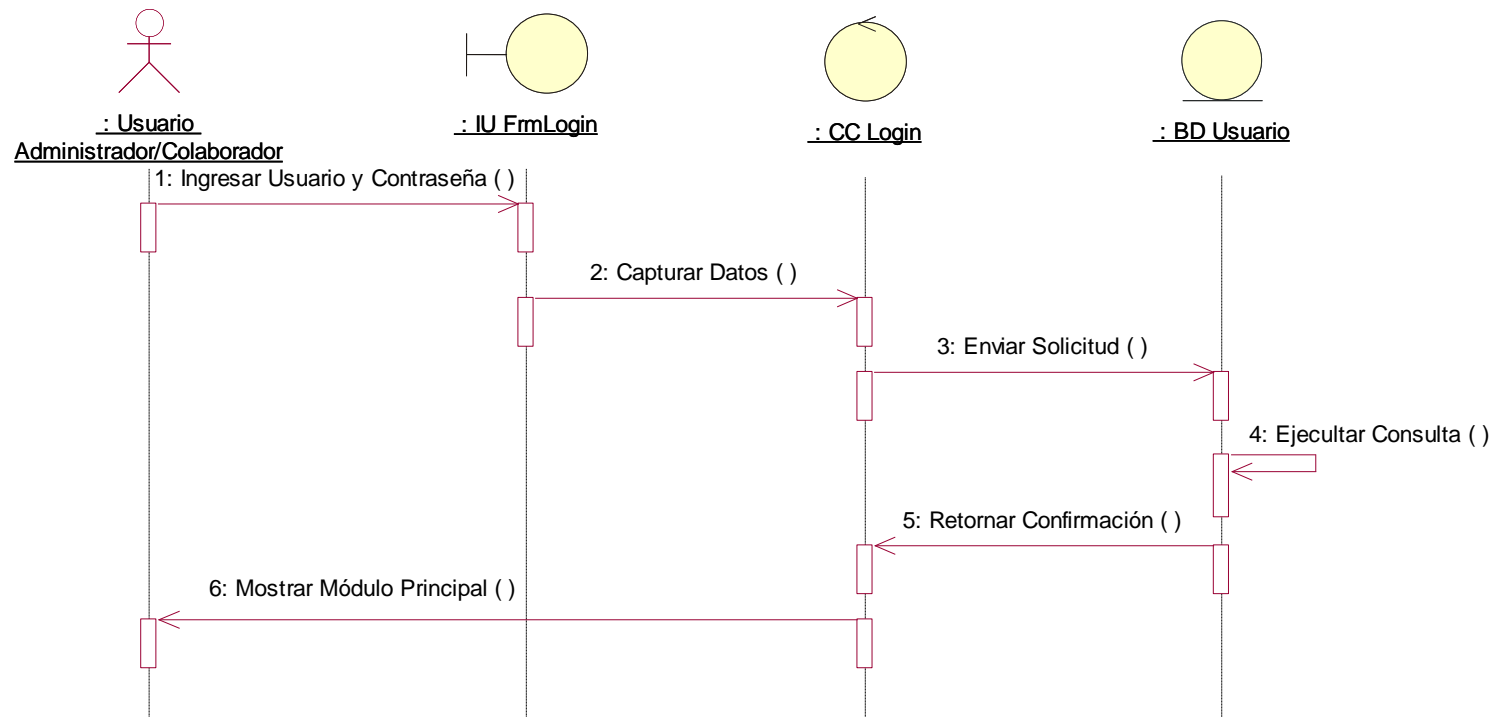 : Usuario
Administrador/Colaborador
: IU FrmLogin
: CC Login
: BD Usuario
1: Ingresar Usuario y Contraseña ( )
2: Capturar Datos ( )
3: Enviar Solicitud ( )
4: Ejecultar Consulta ( )
5: Retornar Confirmación ( )
6: Mostrar Módulo Principal ( )